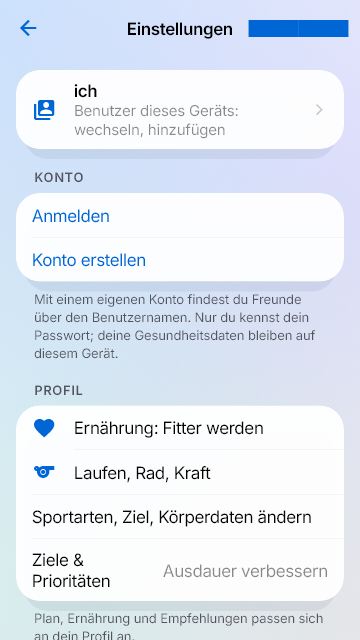 Einstellungen
ich
Benutzer dieses Geräts:
wechseln, hinzufügen
KONTO
Anmelden
Konto erstellen
Mit einem eigenen Konto findest du Freunde
über den Benutzernamen. Nur du kennst dein
Passwort; deine Gesundheitsdaten bleiben auf
diesem Gerät.
PROFIL
Ernährung: Fitter werden
Laufen, Rad, Kraft
Sportarten, Ziel, Körperdaten ändern
Ziele &
Prioritäten
Ausdauer verbessern
Plan, Ernährung und Empfehlungen passen sich
an dein Profil an.